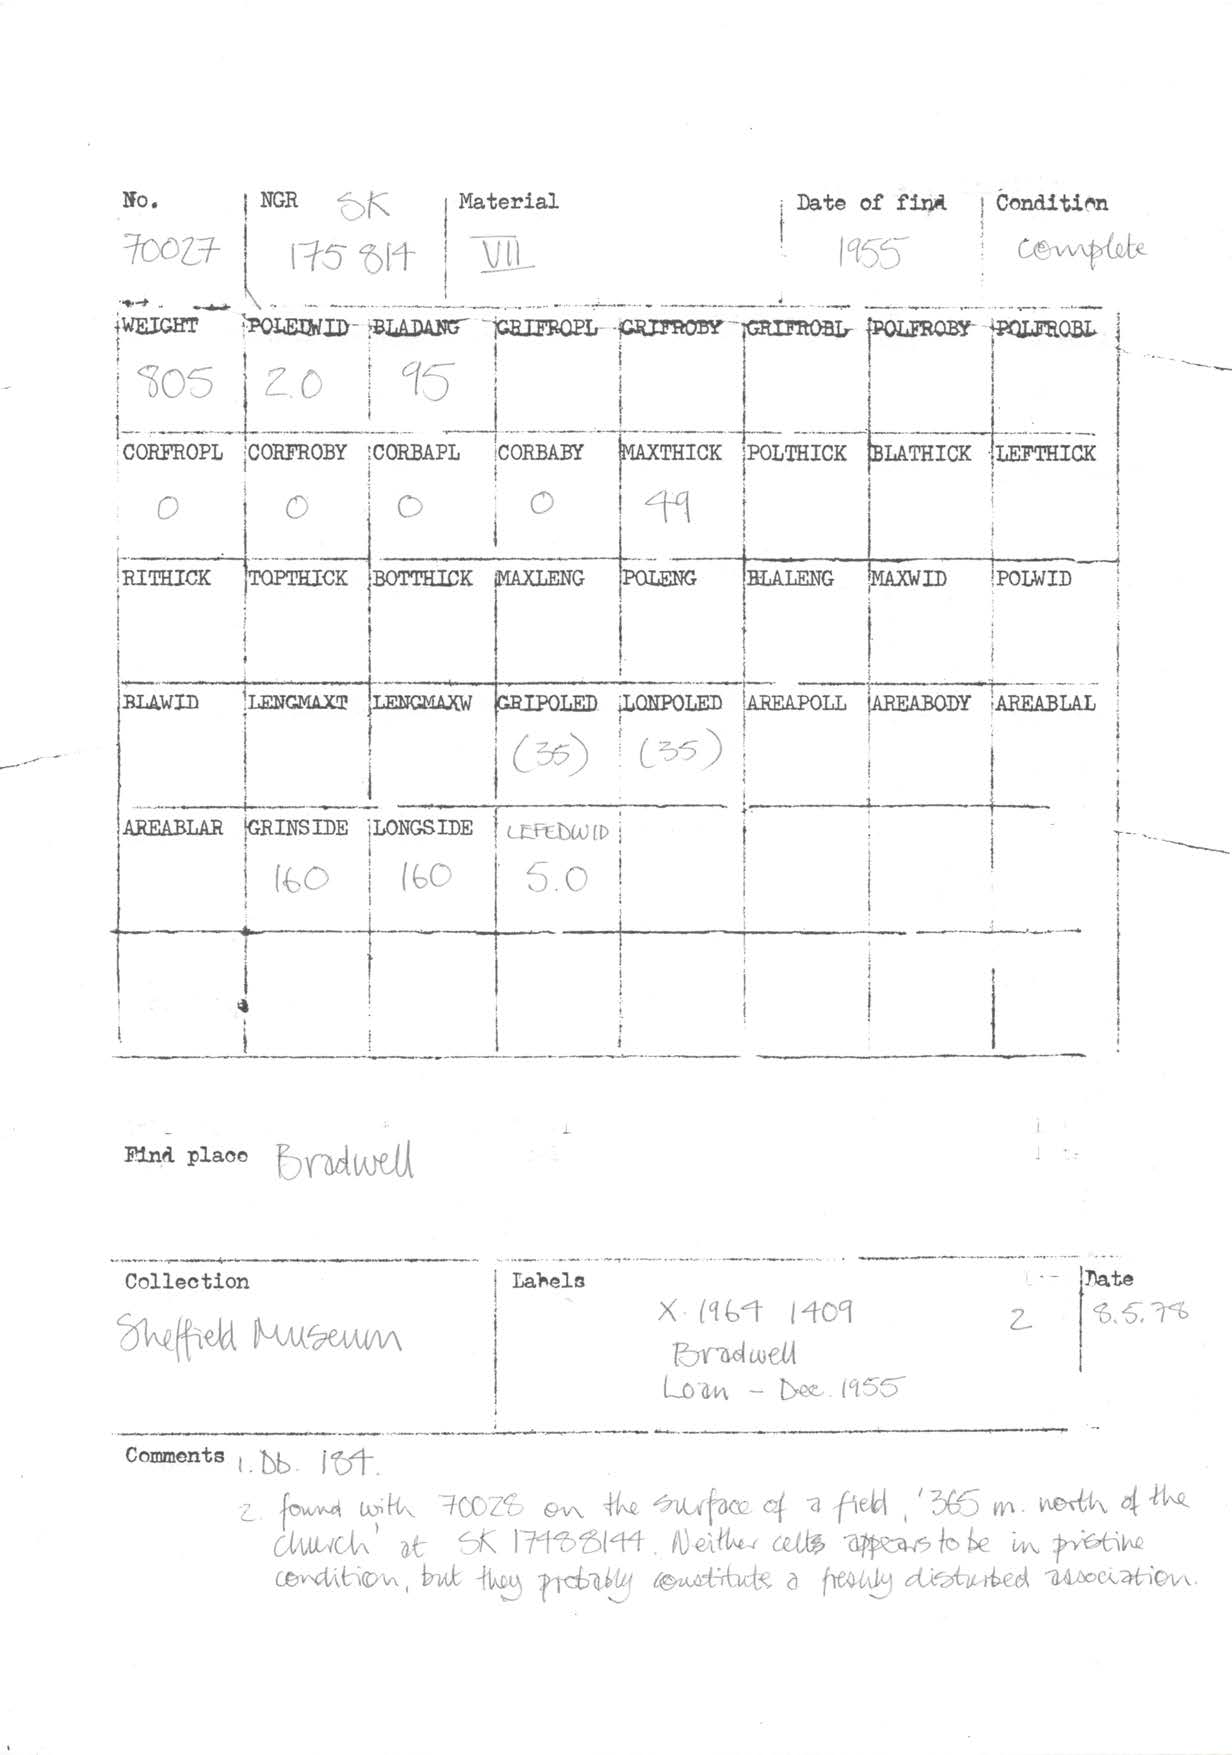 No. NGR SK Material Date of find Condition
70027 175 814 VII 1955 complete
WEIGHT POLEDWID BLADANG GRIFROPL GRIFROBY GRIFROBL POLFROBY POLFROBL
805 2.0 95
CORFROPL CORFROBY CORBAPL CORBABY MAXTHICK POLTHICK BLATHICK LEFTHICK
0 0 0 0 49
RITHICK TOPTHICK BOTTHICK MAXLENG POLENG BLALENG MAXWID POLWID
BLAWID LENGMAXT LENGMAXW GRIPOLED LONPOLED AREAPOLL AREABODY AREABLAL
(35) (35)
AREABLAR GRINSIDE LONGSIDE LEFEDWID
160 160 5.0
Find place Bradwell
Collection Labels Date
Sheffield Museum X. 1964 1409 2 8.5.78
Bradwell
Loan - Dec. 1955
Comments 1. Db. 184.
2. found with 70028 on the surface of a field, '365 m. north of the
church' at SK 17488144. Neither celts appears to be in pristine
condition, but they probably constitute a freshly disturbed association.